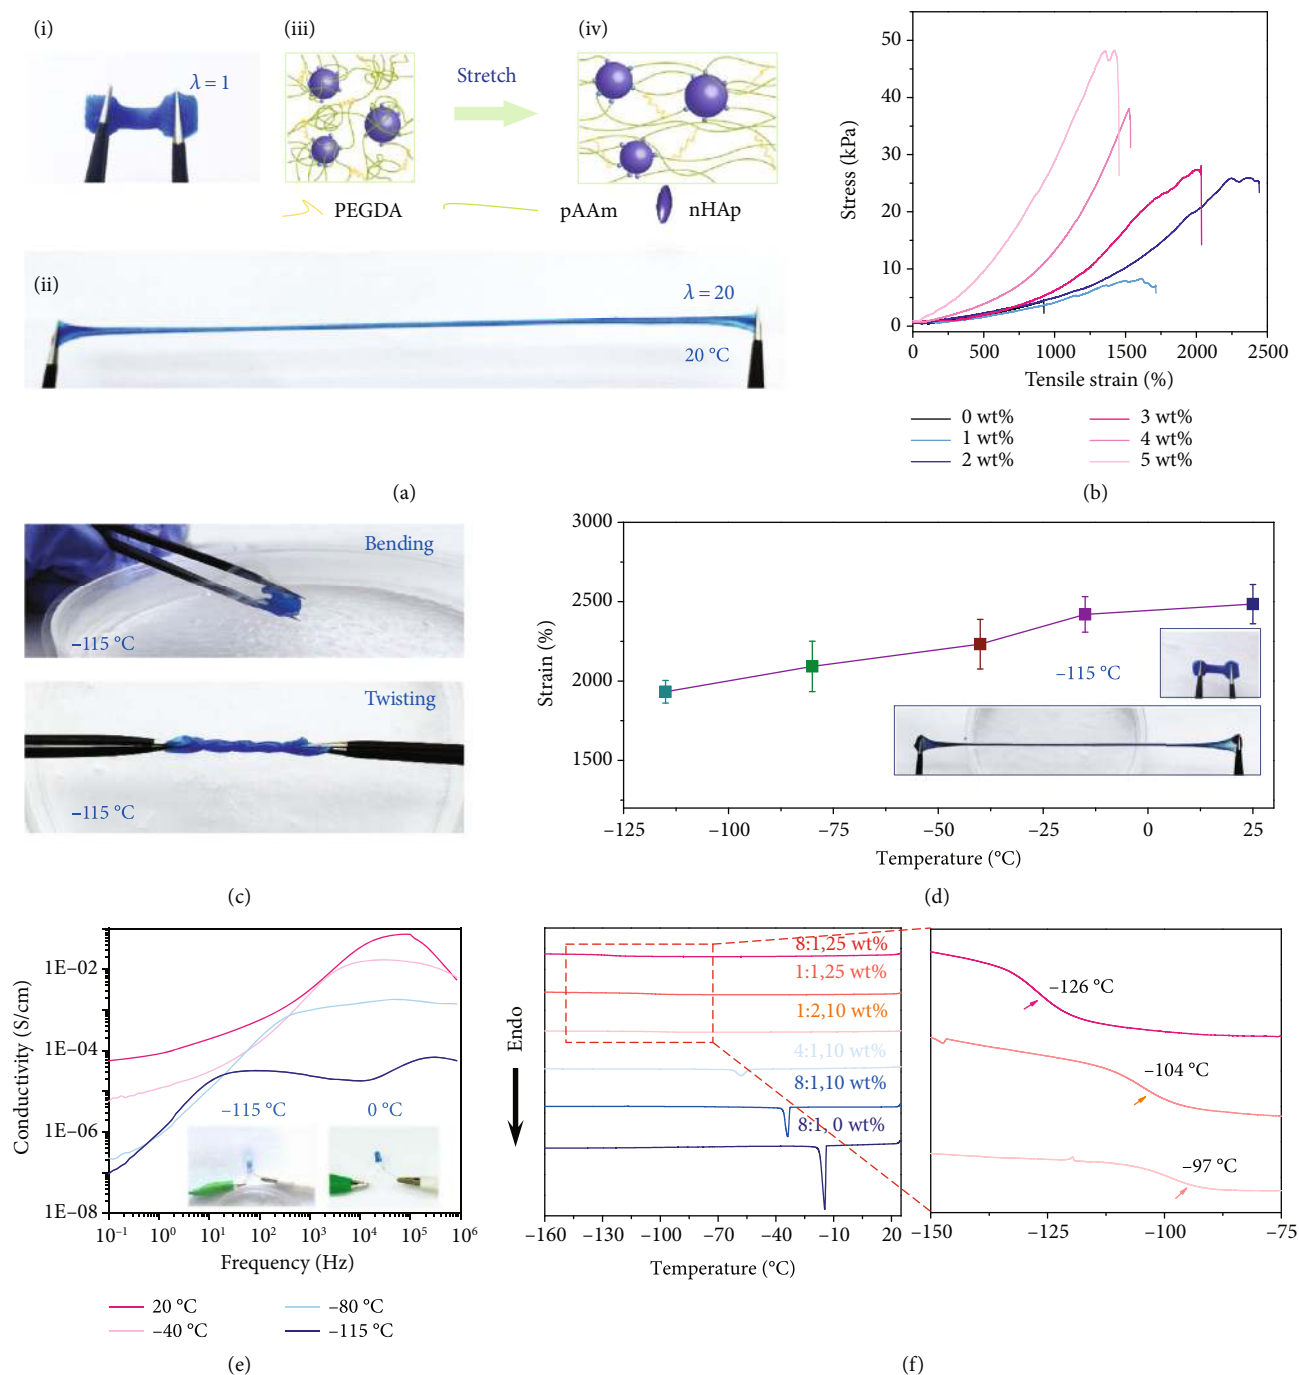 (i)
λ = 1
(iii)
Stretch
(iv)
PEGDA
pAAm
nHAp
(ii)
λ = 20
20 °C
(a)
Stress (kPa)
50
40
30
20
10
0
0 500 1000 1500 2000 2500
Tensile strain (%)
0 wt%
1 wt%
2 wt%
3 wt%
4 wt%
5 wt%
(b)
Bending
–115 °C
Twisting
–115 °C
(c)
Strain (%)
3000
2500
2000
1500
–115 °C
–125 –100 –75 –50 –25 0 25
Temperature (°C)
(d)
Conductivity (S/cm)
1E–02
1E–04
1E–06
1E–08
–115 °C
0 °C
10⁻¹ 10⁰ 10¹ 10² 10³ 10⁴ 10⁵ 10⁶
Frequency (Hz)
20 °C
–40 °C
–80 °C
–115 °C
(e)
Endo
8:1,25 wt%
1:1,25 wt%
1:2,10 wt%
4:1,10 wt%
8:1,10 wt%
8:1, 0 wt%
–160 –130 –100 –70 –40 –10 20
Temperature (°C)
–126 °C
–104 °C
–97 °C
–150 –125 –100 –75
(f)